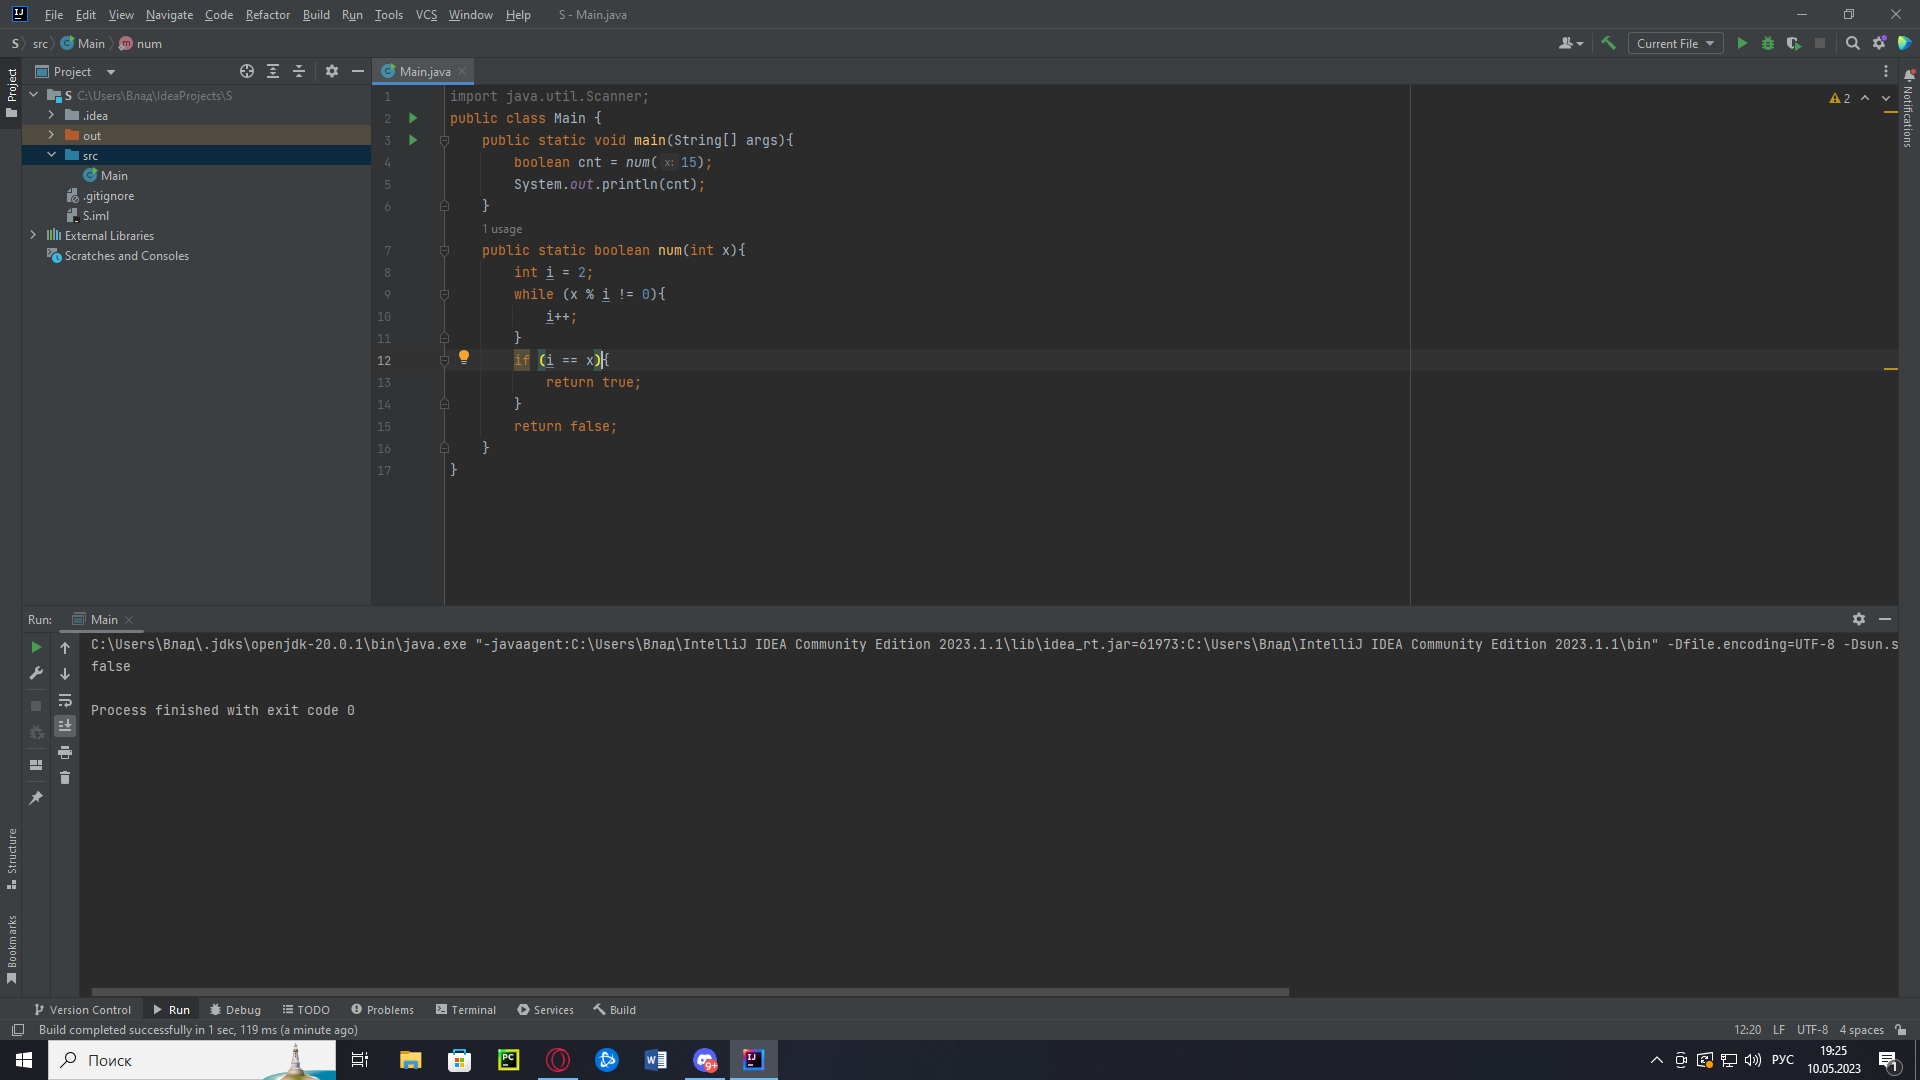 File Edit View Navigate Code Refactor Build Run Tools VCS Window Help S - Main.java
S src Main num Current File
Project Main.java
S C:\Users\Влад\IdeaProjects\S
.idea
out
src
Main
.gitignore
S.iml
External Libraries
Scratches and Consoles
Project
Structure
Bookmarks
Notifications
2
1 import java.util.Scanner;
2 public class Main {
3 public static void main(String[] args){
4 boolean cnt = num( x: 15);
5 System.out.println(cnt);
6 }
1 usage
7 public static boolean num(int x){
8 int i = 2;
9 while (x % i != 0){
10 i++;
11 }
12 if (i == x){
13 return true;
14 }
15 return false;
16 }
17 }
Run: Main
C:\Users\Влад\.jdks\openjdk-20.0.1\bin\java.exe "-javaagent:C:\Users\Влад\IntelliJ IDEA Community Edition 2023.1.1\lib\idea_rt.jar=61973:C:\Users\Влад\IntelliJ IDEA Community Edition 2023.1.1\bin" -Dfile.encoding=UTF-8 -Dsun.s
false
Process finished with exit code 0
Version Control Run Debug TODO Problems Terminal Services Build
Build completed successfully in 1 sec, 119 ms (a minute ago) 12:20 LF UTF-8 4 spaces
Поиск РУС 19:25
10.05.2023
PC
9+
IJ
1